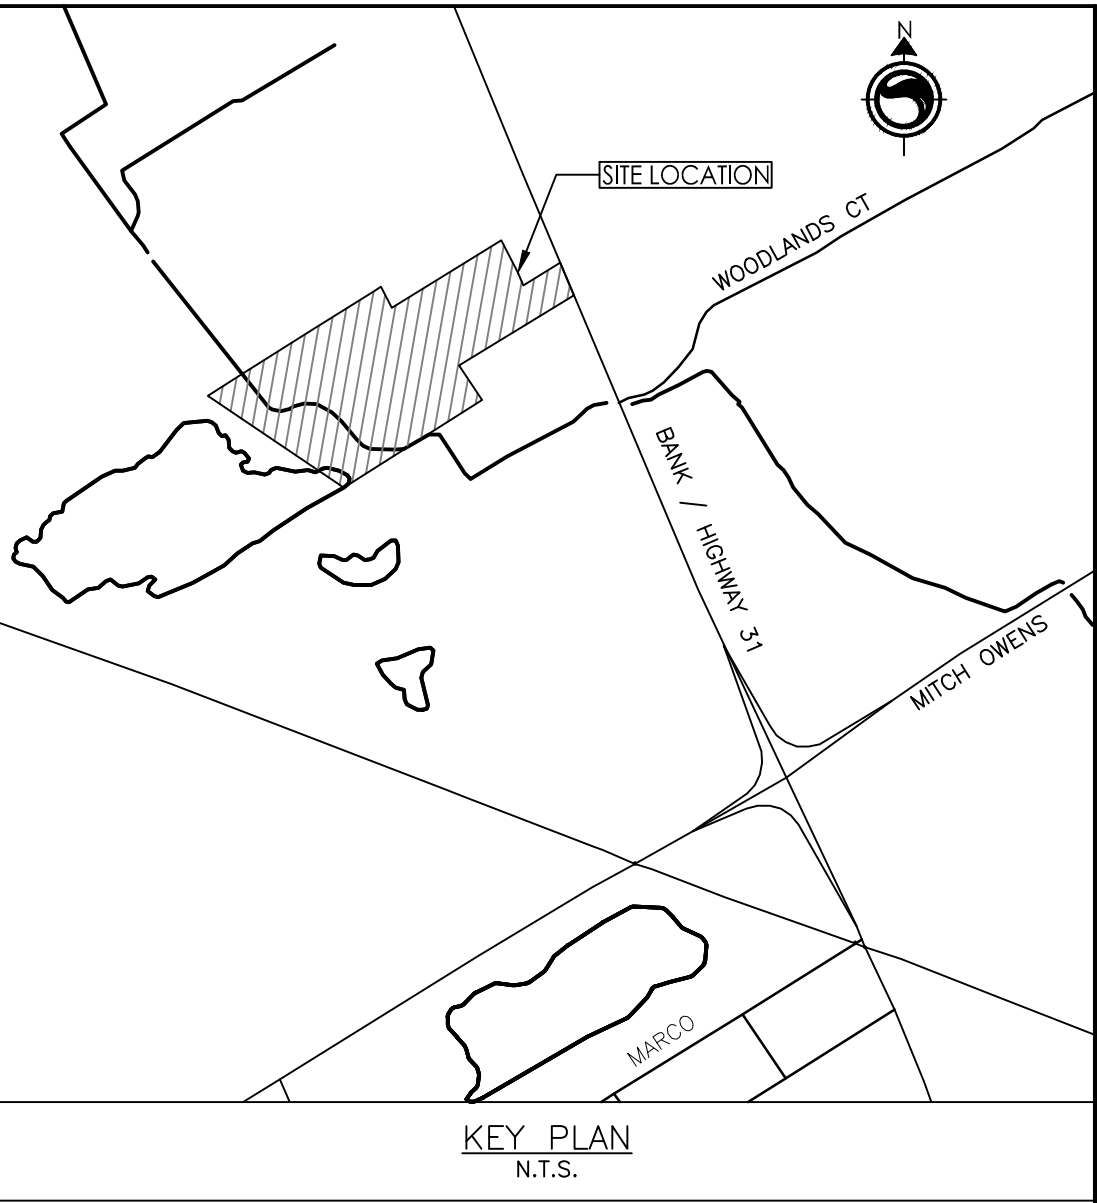 N
SITE LOCATION
WOODLANDS CT
BANK / HIGHWAY 31
MITCH OWENS
MARCO
KEY PLAN
N.T.S.